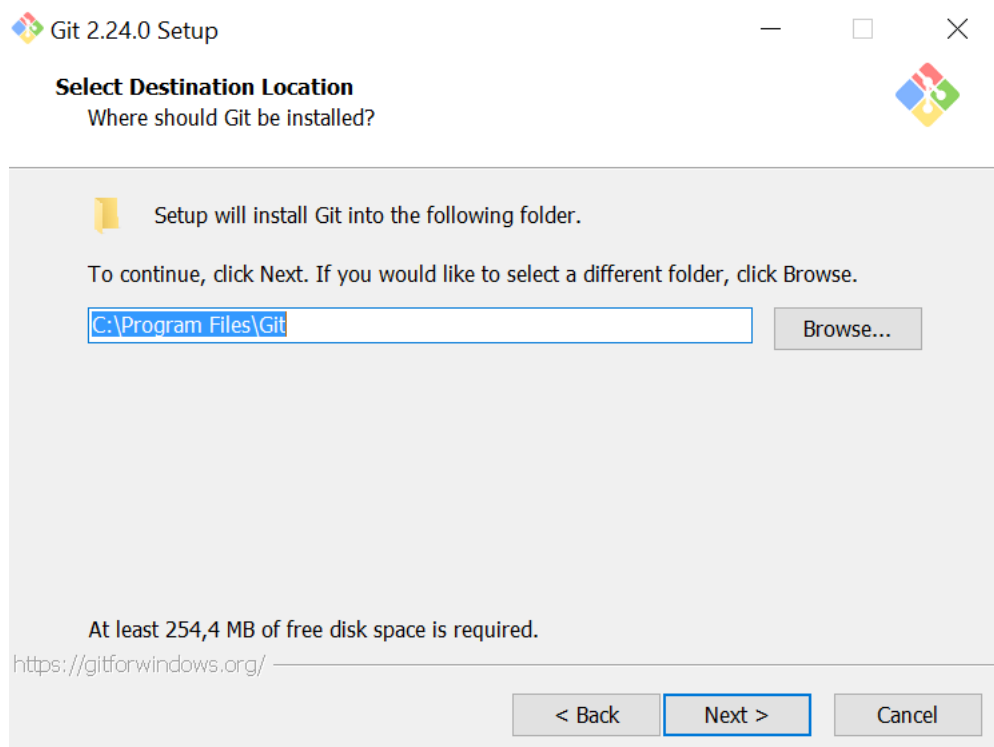 Git 2.24.0 Setup
Select Destination Location
Where should Git be installed?
Setup will install Git into the following folder.
To continue, click Next. If you would like to select a different folder, click Browse.
C:\Program Files\Git
Browse...
At least 254,4 MB of free disk space is required.
https://gitforwindows.org/
< Back
Next >
Cancel